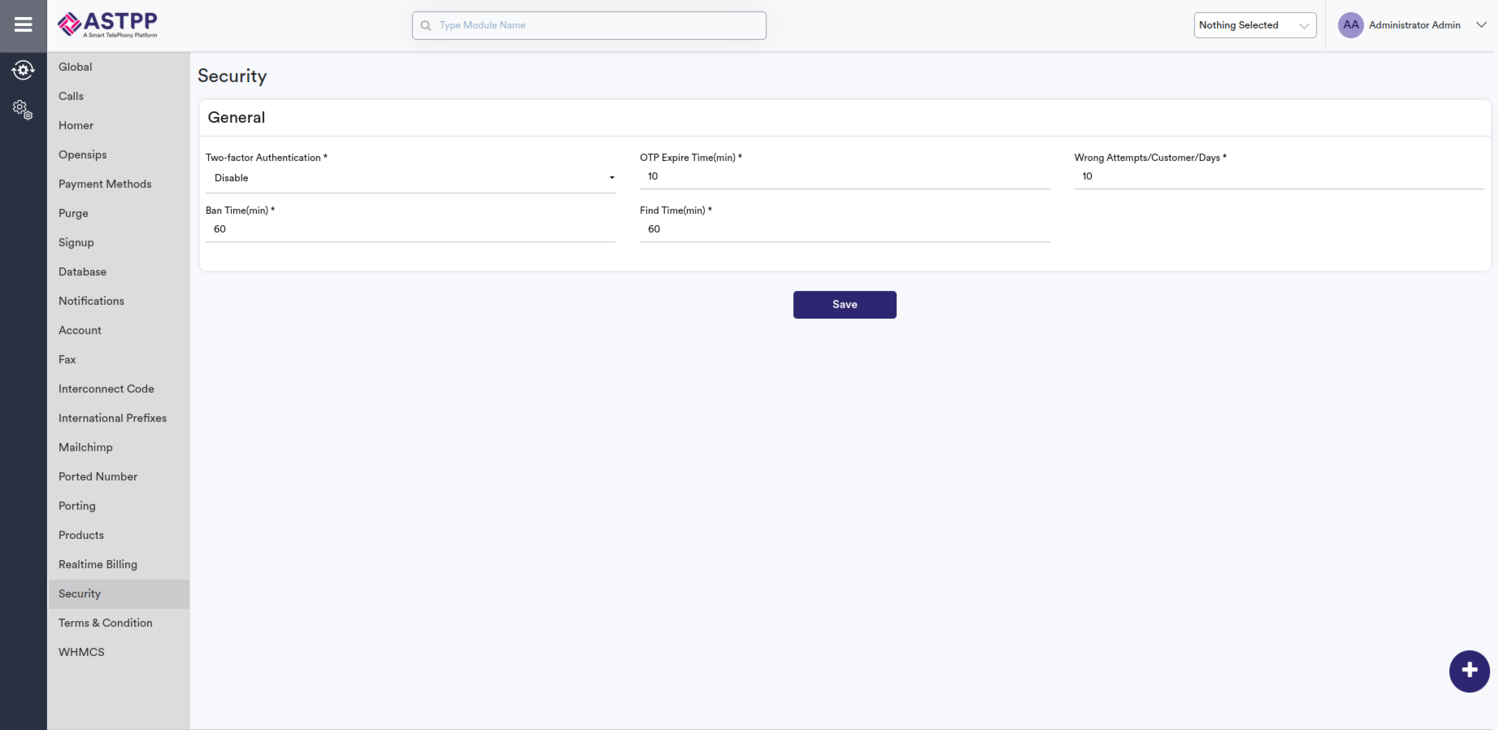 ASTPP
A Smart TelePhony Platform
Type Module Name
Nothing Selected
AA
Administrator Admin
Global
Calls
Homer
Opensips
Payment Methods
Purge
Signup
Database
Notifications
Account
Fax
Interconnect Code
International Prefixes
Mailchimp
Ported Number
Porting
Products
Realtime Billing
Security
Terms & Condition
WHMCS
Security
General
Two-factor Authentication *
Disable
OTP Expire Time(min) *
10
Wrong Attempts/Customer/Days *
10
Ban Time(min) *
60
Find Time(min) *
60
Save